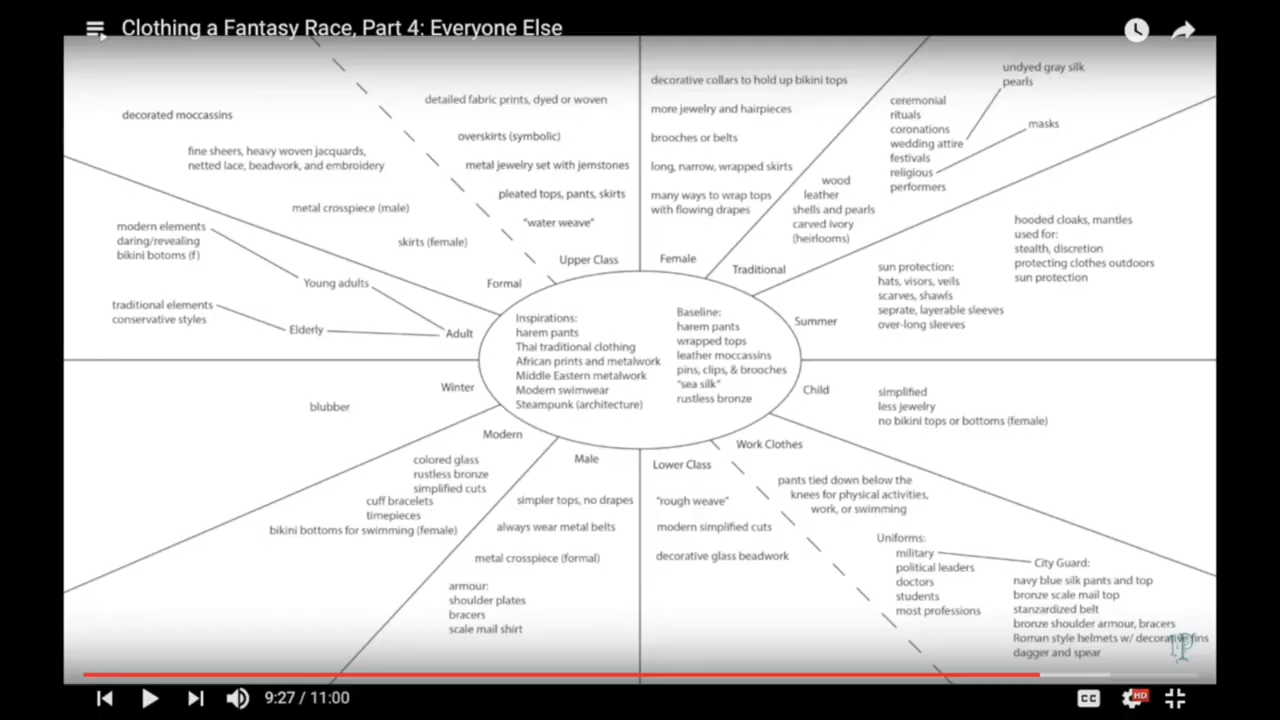 Clothing a Fantasy Race, Part 4: Everyone Else
decorated moccassins
fine sheers, heavy woven jacquards,
netted lace, beadwork, and embroidery
metal crosspiece (male)
skirts (female)
Formal
detailed fabric prints, dyed or woven
overskirts (symbolic)
metal jewelry set with jemstones
pleated tops, pants, skirts
"water weave"
Upper Class
decorative collars to hold up bikini tops
more jewelry and hairpieces
brooches or belts
long, narrow, wrapped skirts
many ways to wrap tops
with flowing drapes
Female
undyed gray silk
pearls
ceremonial
rituals
coronations
wedding attire
festivals
religious
performers
masks
wood
leather
shells and pearls
carved ivory
(heirlooms)
Traditional
hooded cloaks, mantles
used for:
stealth, discretion
protecting clothes outdoors
sun protection
sun protection:
hats, visors, veils
scarves, shawls
seprate, layerable sleeves
over-long sleeves
Summer
modern elements
daring/revealing
bikini botoms (f)
Young adults
traditional elements
conservative styles
Elderly
Adult
Inspirations:
harem pants
Thai traditional clothing
African prints and metalwork
Middle Eastern metalwork
Modern swimwear
Steampunk (architecture)
Baseline:
harem pants
wrapped tops
leather moccassins
pins, clips, & brooches
"sea silk"
rustless bronze
Winter
blubber
Child
simplified
less jewelry
no bikini tops or bottoms (female)
Modern
colored glass
rustless bronze
simplified cuts
cuff bracelets
timepieces
bikini bottoms for swimming (female)
Male
simpler tops, no drapes
always wear metal belts
metal crosspiece (formal)
armour:
shoulder plates
bracers
scale mail shirt
Lower Class
"rough weave"
modern simplified cuts
decorative glass beadwork
Work Clothes
pants tied down below the
knees for physical activities,
work, or swimming
Uniforms:
military
political leaders
doctors
students
most professions
City Guard:
navy blue silk pants and top
bronze scale mail top
stanzardized belt
bronze shoulder armour, bracers
Roman style helmets w/ decorative fins
dagger and spear
9:27 / 11:00
CC
HD